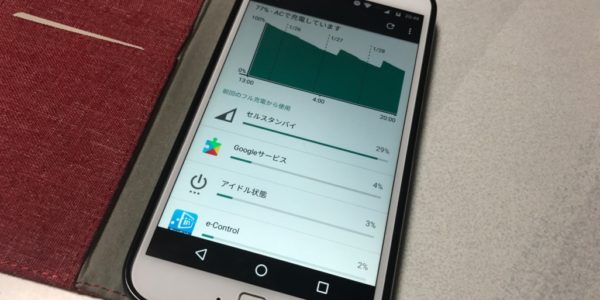 20:44
77% - ACで充電しています
100%
1/26
1/27
1/28
0%
13:00
4:00
20:00
前回のフル充電から使用
セルスタンバイ
29%
Googleサービス
4%
アイドル状態
3%
e-Control
2%